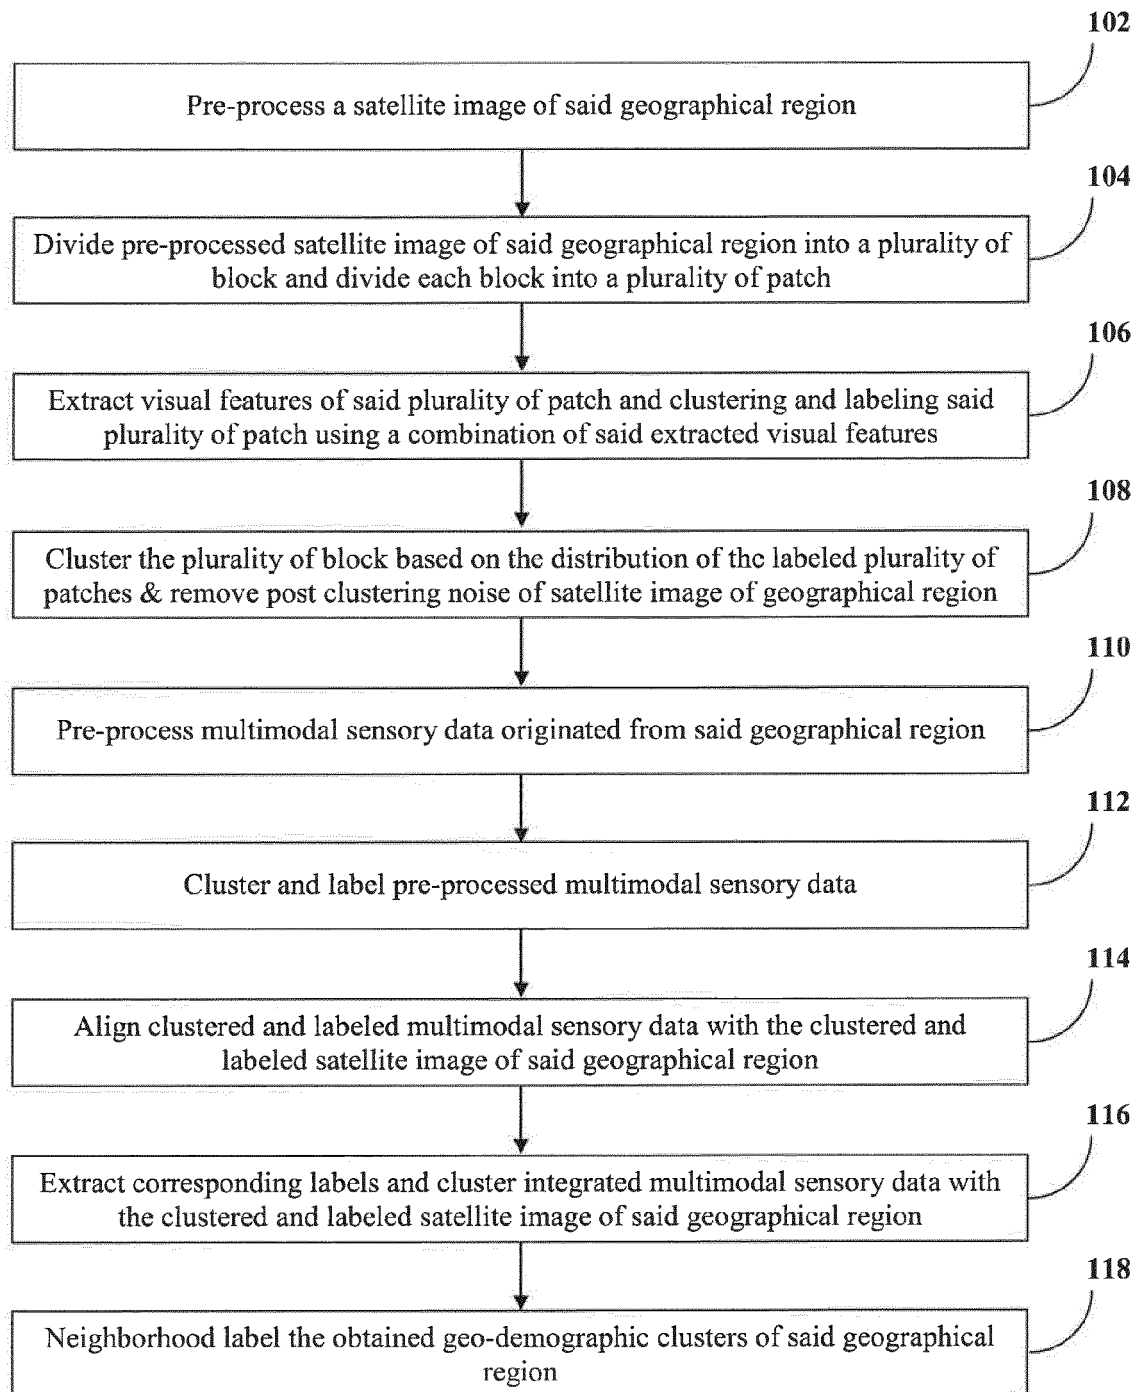 102
Pre-process a satellite image of said geographical region
104
Divide pre-processed satellite image of said geographical region into a plurality of
block and divide each block into a plurality of patch
106
Extract visual features of said plurality of patch and clustering and labeling said
plurality of patch using a combination of said extracted visual features
108
Cluster the plurality of block based on the distribution of the labeled plurality of
patches & remove post clustering noise of satellite image of geographical region
110
Pre-process multimodal sensory data originated from said geographical region
112
Cluster and label pre-processed multimodal sensory data
114
Align clustered and labeled multimodal sensory data with the clustered and
labeled satellite image of said geographical region
116
Extract corresponding labels and cluster integrated multimodal sensory data with
the clustered and labeled satellite image of said geographical region
118
Neighborhood label the obtained geo-demographic clusters of said geographical
region